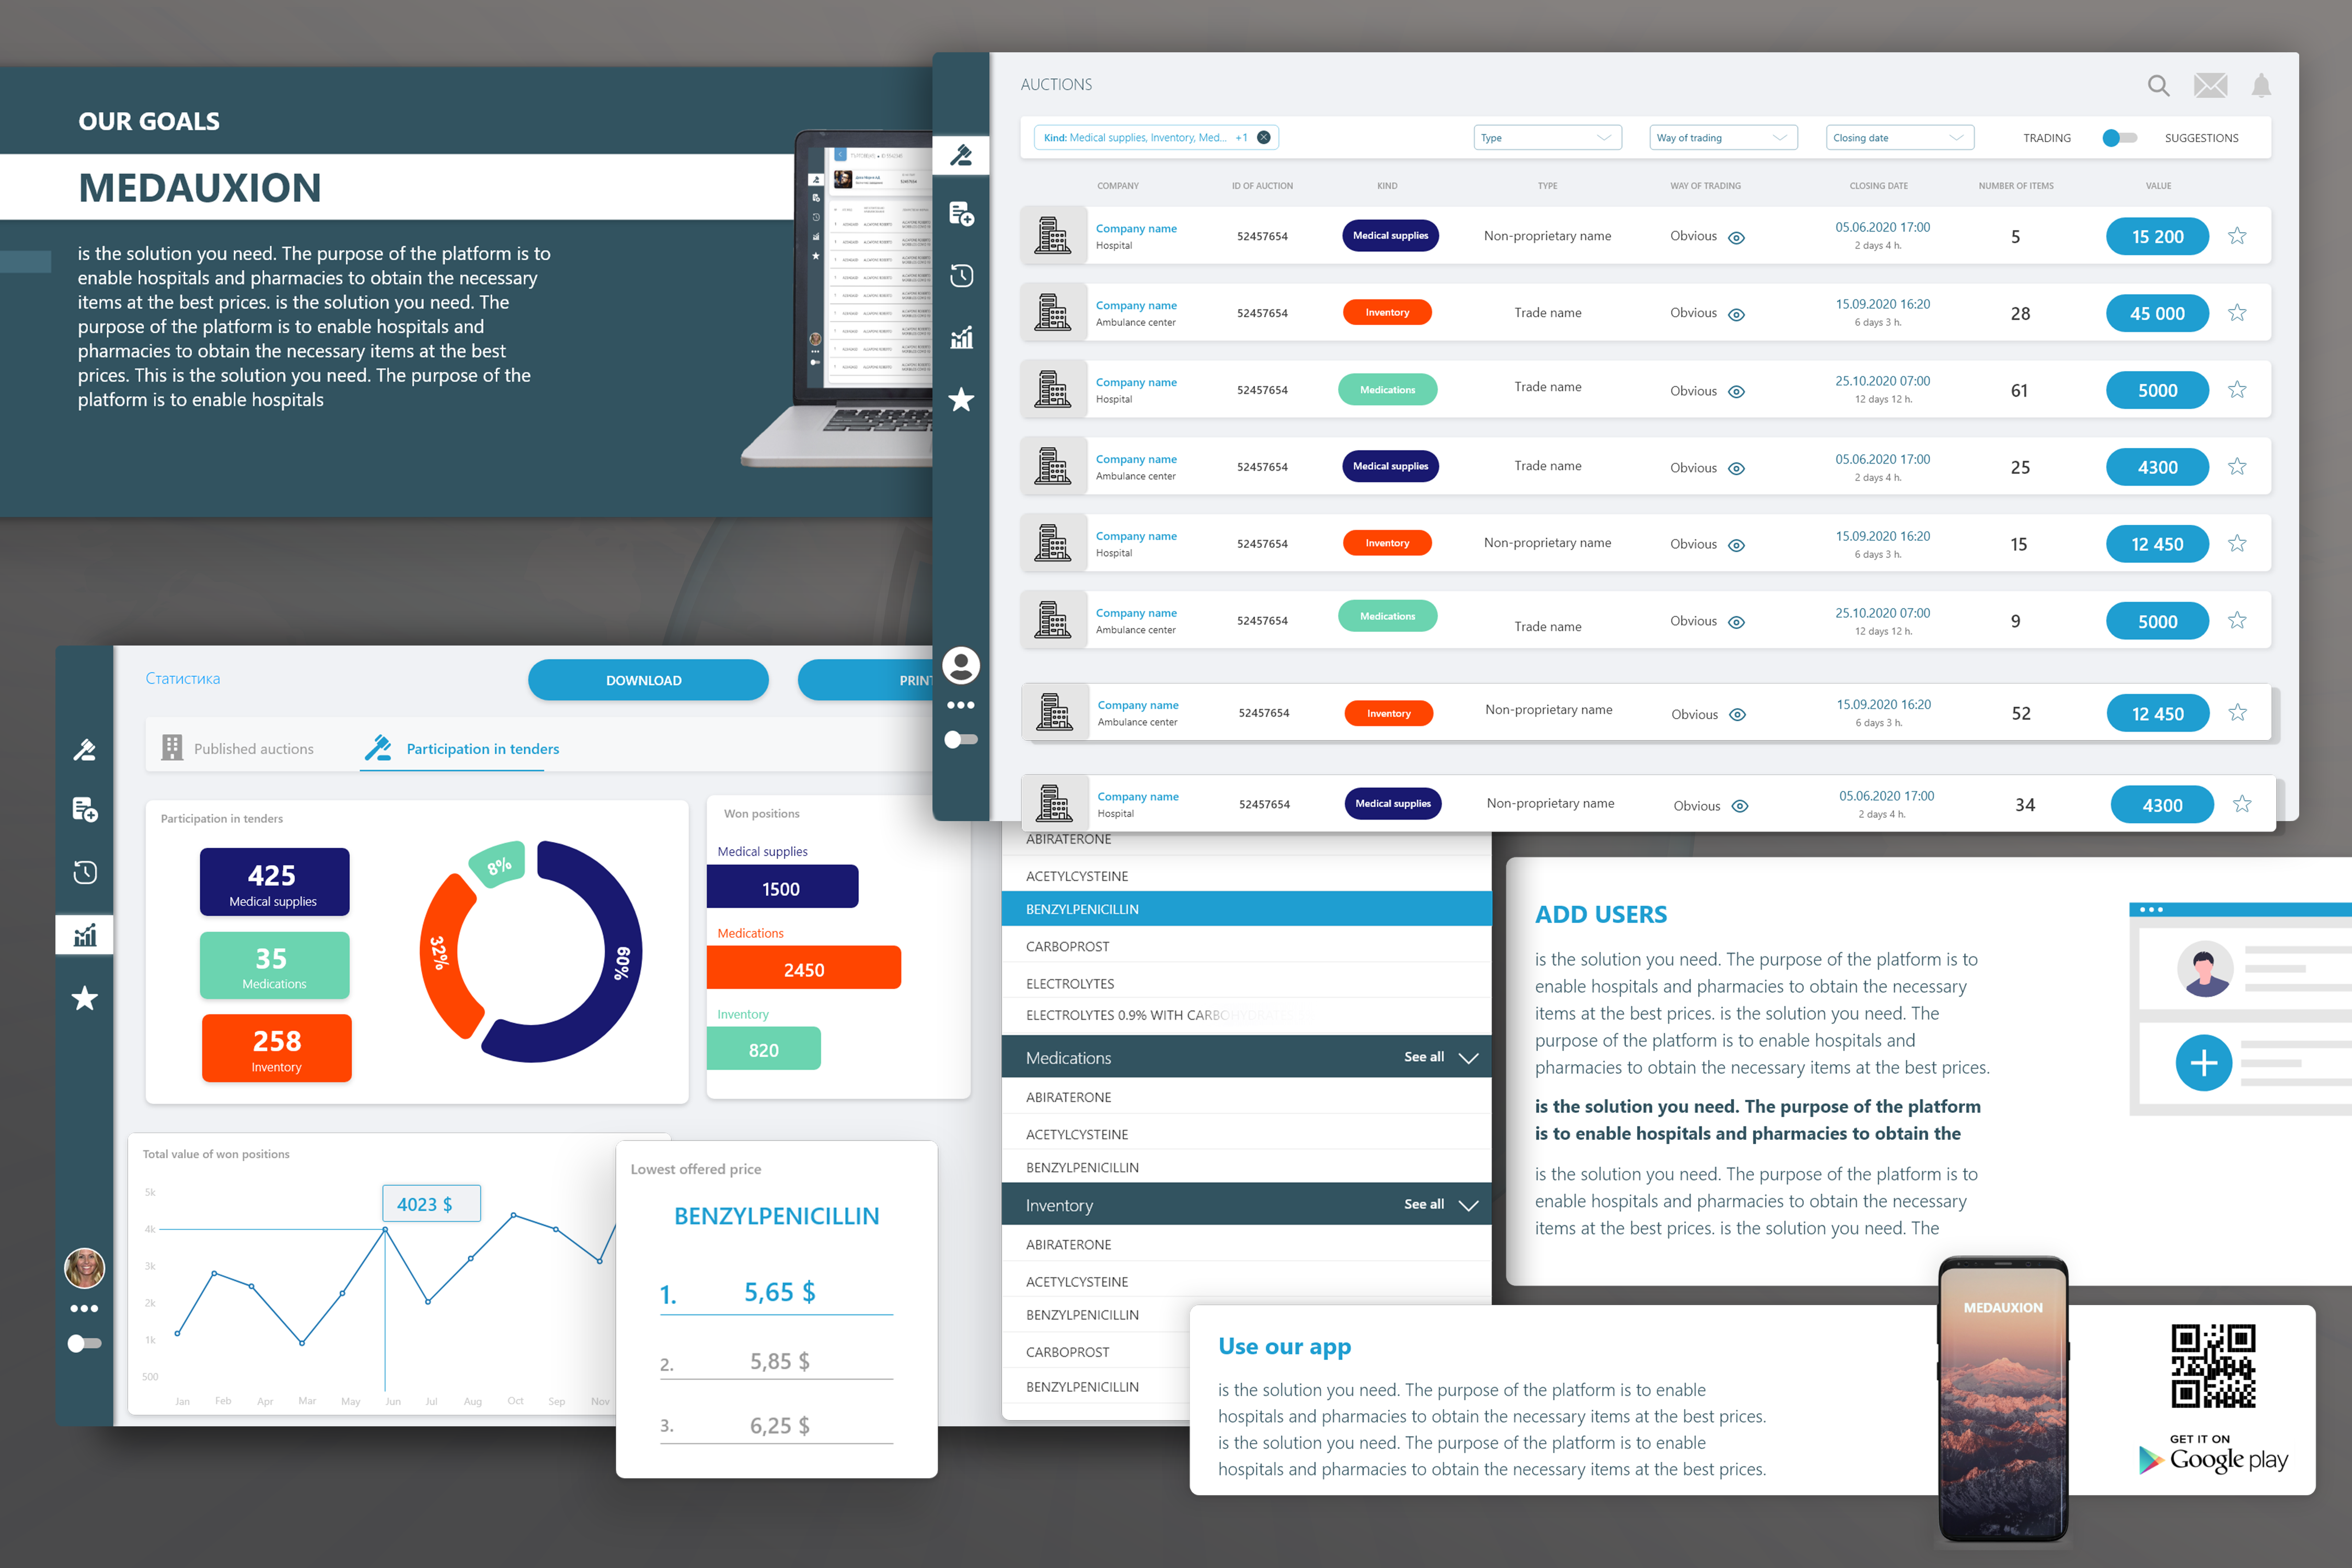 OUR GOALS
MEDAUXION
is the solution you need. The purpose of the platform is to
enable hospitals and pharmacies to obtain the necessary
items at the best prices. is the solution you need. The
purpose of the platform is to enable hospitals and
pharmacies to obtain the necessary items at the best
prices. This is the solution you need. The purpose of the
platform is to enable hospitals
AUCTIONS
Kind: Medical supplies, Inventory, Med... +1
Type
Way of trading
Closing date
TRADING
SUGGESTIONS
COMPANY ID OF AUCTION KIND TYPE WAY OF TRADING CLOSING DATE NUMBER OF ITEMS VALUE
Company name
Hospital
52457654 Medical supplies Non-proprietary name Obvious
05.06.2020 17:00
2 days 4 h.
5 15 200
Company name
Ambulance center
52457654 Inventory Trade name Obvious
15.09.2020 16:20
6 days 3 h.
28 45 000
Company name
Hospital
52457654 Medications Trade name Obvious
25.10.2020 07:00
12 days 12 h.
61 5000
Company name
Ambulance center
52457654 Medical supplies Trade name Obvious
05.06.2020 17:00
2 days 4 h.
25 4300
Company name
Hospital
52457654 Inventory Non-proprietary name Obvious
15.09.2020 16:20
6 days 3 h.
15 12 450
Company name
Ambulance center
52457654 Medications Trade name Obvious
25.10.2020 07:00
12 days 12 h.
9 5000
Company name
Ambulance center
52457654 Inventory Non-proprietary name Obvious
15.09.2020 16:20
6 days 3 h.
52 12 450
Company name
Hospital
52457654 Medical supplies Non-proprietary name Obvious
05.06.2020 17:00
2 days 4 h.
34 4300
Статистика
DOWNLOAD
PRINT
Published auctions
Participation in tenders
Participation in tenders
425
Medical supplies
35
Medications
258
Inventory
8%
32%
60%
Won positions
Medical supplies
1500
Medications
2450
Inventory
820
Total value of won positions
4023 $
5k
4k
3k
2k
1k
500
Jan Feb Apr Mar May Jun Jul Aug Oct Sep Nov
Lowest offered price
BENZYLPENICILLIN
1. 5,65 $
2. 5,85 $
3. 6,25 $
ABIRATERONE
ACETYLCYSTEINE
BENZYLPENICILLIN
CARBOPROST
ELECTROLYTES
ELECTROLYTES 0.9% WITH
Medications See all
ABIRATERONE
ACETYLCYSTEINE
BENZYLPENICILLIN
Inventory See all
ABIRATERONE
ACETYLCYSTEINE
BENZYLPENICILLIN
CARBOPROST
BENZYLPENICILLIN
ADD USERS
is the solution you need. The purpose of the platform is to
enable hospitals and pharmacies to obtain the necessary
items at the best prices. is the solution you need. The
purpose of the platform is to enable hospitals and
pharmacies to obtain the necessary items at the best prices.
is the solution you need. The purpose of the platform
is to enable hospitals and pharmacies to obtain the
is the solution you need. The purpose of the platform is to
enable hospitals and pharmacies to obtain the necessary
items at the best prices. is the solution you need. The
Use our app
is the solution you need. The purpose of the platform is to enable
hospitals and pharmacies to obtain the necessary items at the best prices.
is the solution you need. The purpose of the platform is to enable
hospitals and pharmacies to obtain the necessary items at the best prices.
MEDAUXION
GET IT ON
Google play